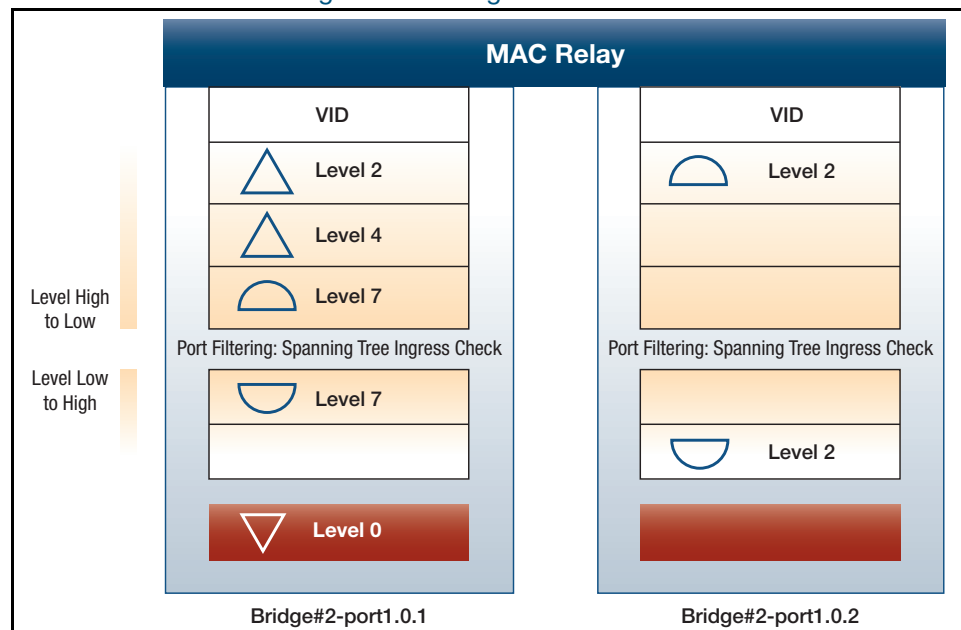 MAC Relay
VID
Level 2
Level 4
Level 7
Level High
to Low
Port Filtering: Spanning Tree Ingress Check
Level Low
to High
Level 7
Level 0
Bridge#2-port1.0.1
VID
Level 2
Port Filtering: Spanning Tree Ingress Check
Level 2
Bridge#2-port1.0.2